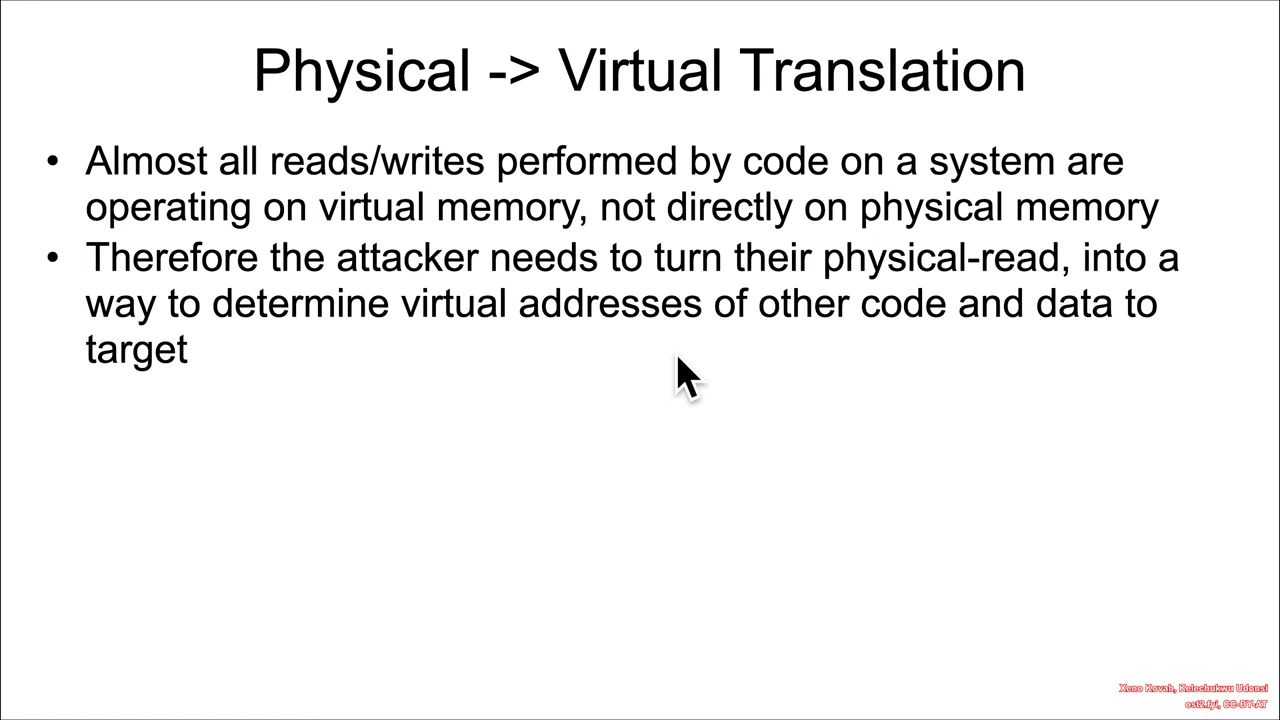 Physical -> Virtual Translation
• Almost all reads/writes performed by code on a system are
operating on virtual memory, not directly on physical memory
• Therefore the attacker needs to turn their physical-read, into a
way to determine virtual addresses of other code and data to
target
Xeno Kovah, Kelechukwu Udonsi
ost2.fyi, CC-BY-AT